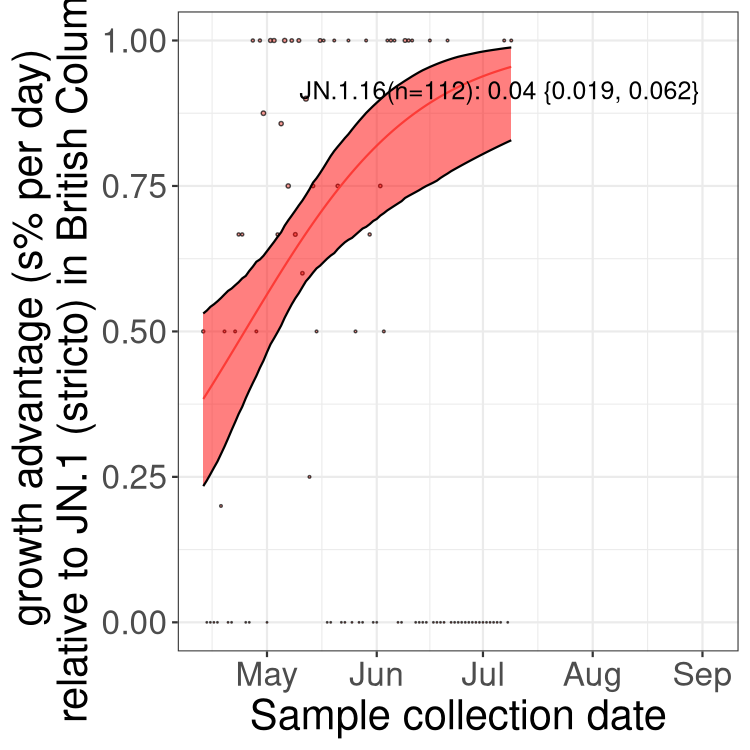 growth advantage (s% per day)
relative to JN.1 (stricto) in British Colum
1.00
0.75
0.50
0.25
0.00
JN.1.16(n=112): 0.04 {0.019, 0.062}
May Jun Jul Aug Sep
Sample collection date